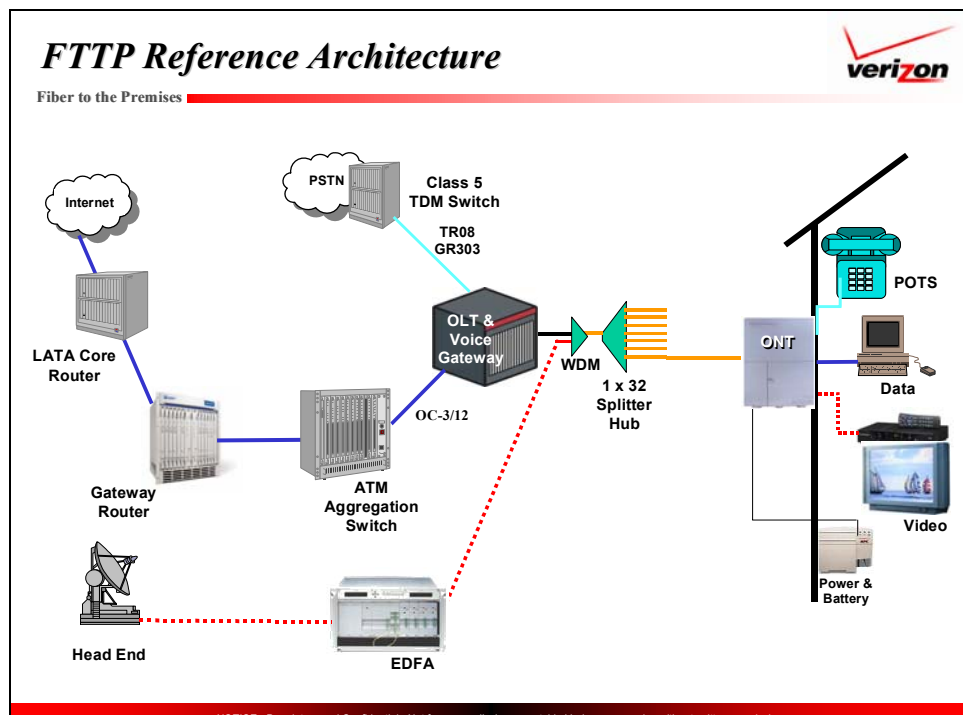 FTTP Reference Architecture
verizon
Fiber to the Premises
Internet
PSTN
Class 5
TDM Switch
TR08
GR303
LATA Core
Router
OLT &
Voice
Gateway
WDM
1 x 32
Splitter
Hub
ONT
POTS
Data
OC-3/12
Gateway
Router
ATM
Aggregation
Switch
Video
Power &
Battery
Head End
EDFA